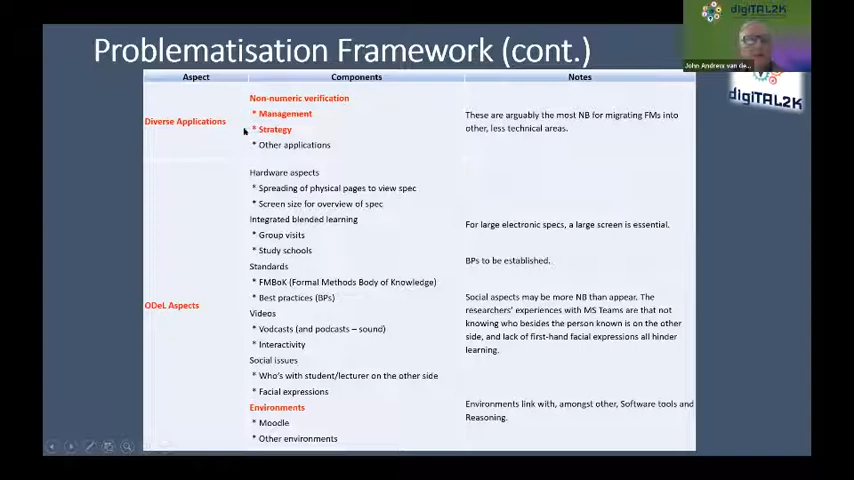 digiTAL2K
John Andrew van de...
digiTAL2K
Problematisation Framework (cont.)
Aspect Components Notes
Diverse Applications
Non-numeric verification
* Management
* Strategy
* Other applications
These are arguably the most NB for migrating FMs into
other, less technical areas.
ODeL Aspects
Hardware aspects
* Spreading of physical pages to view spec
* Screen size for overview of spec
Integrated blended learning
* Group visits
* Study schools
Standards
* FMBoK (Formal Methods Body of Knowledge)
* Best practices (BPs)
Videos
* Vodcasts (and podcasts – sound)
* Interactivity
Social issues
* Who's with student/lecturer on the other side
* Facial expressions
Environments
* Moodle
* Other environments
For large electronic specs, a large screen is essential.
BPs to be established.
Social aspects may be more NB than appear. The
researchers' experiences with MS Teams are that not
knowing who besides the person known is on the other
side, and lack of first-hand facial expressions all hinder
learning.
Environments link with, amongst other, Software tools and
Reasoning.